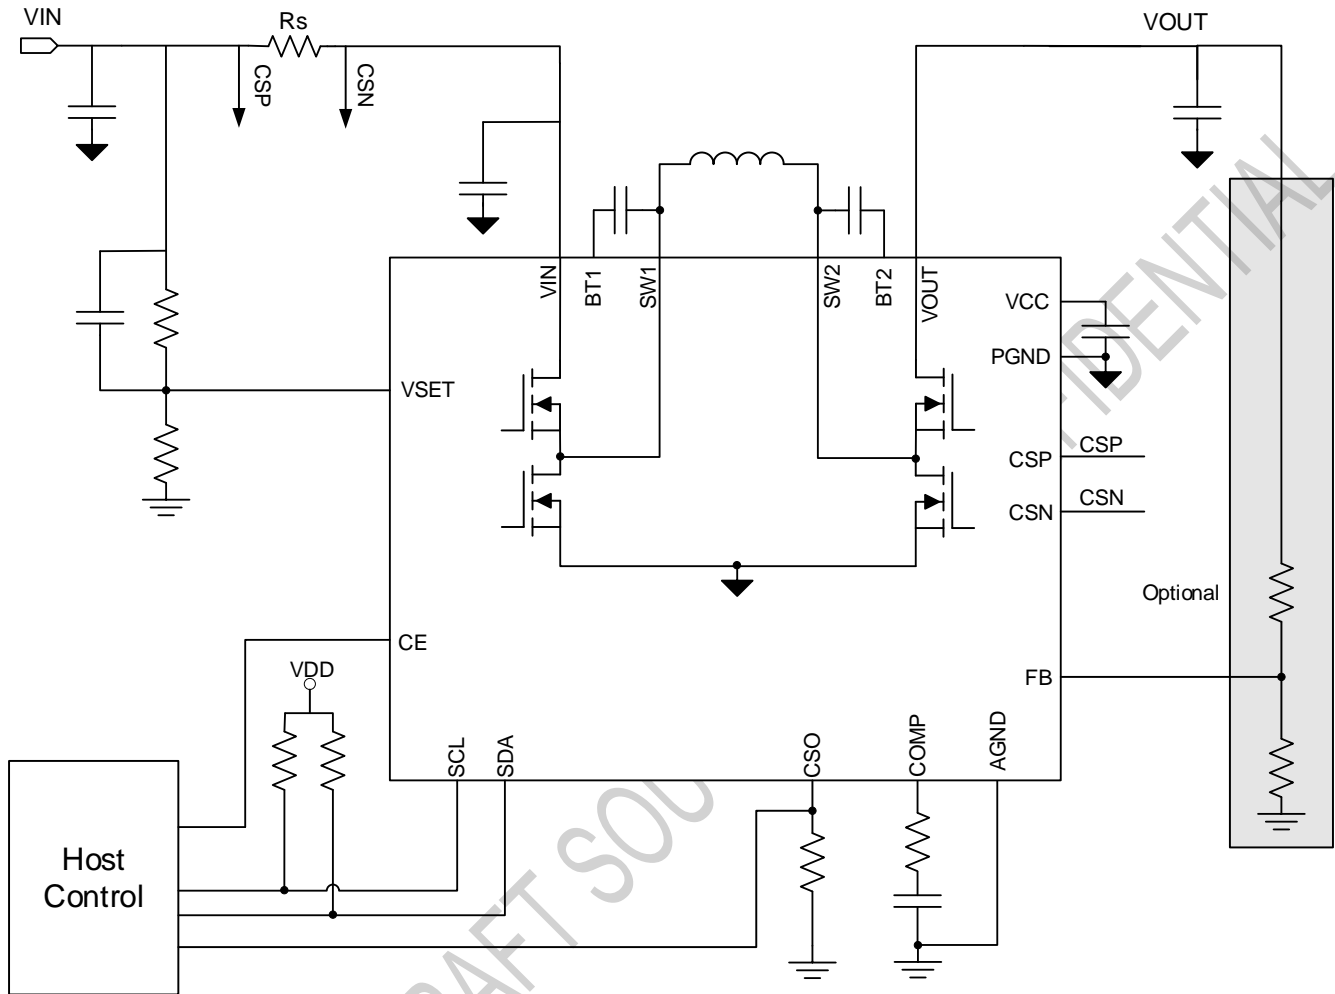 VIN
Rs
VOUT
CSP
CSN
VIN
BT1
SW1
SW2
BT2
VOUT
VCC
PGND
VSET
CSP
CSP
CSN
CSN
Optional
CE
VDD
FB
SCL
SDA
CSO
COMP
AGND
Host
Control